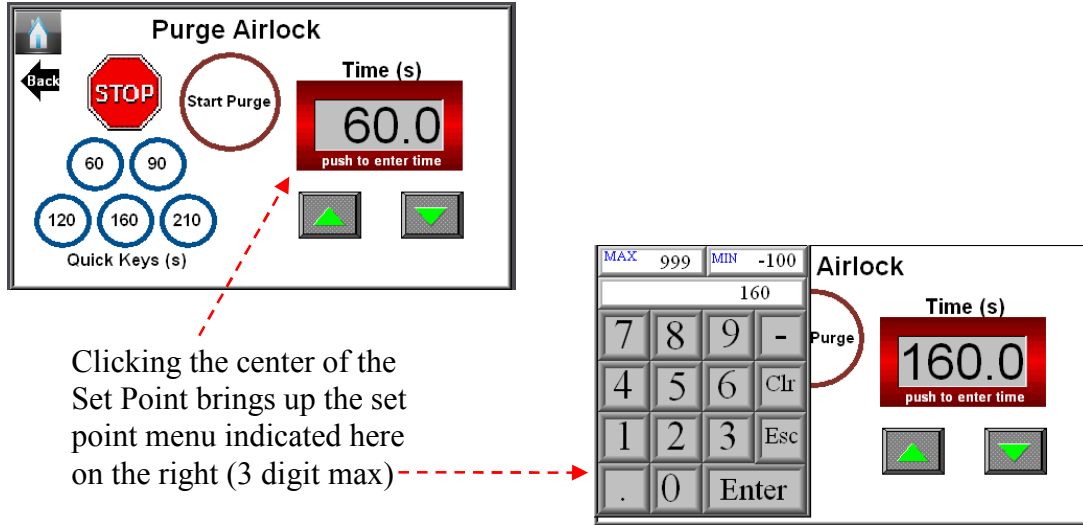 Purge Airlock
Back
STOP
Start Purge
Time (s)
60.0
push to enter time
60 90
120 160 210
Quick Keys (s)
Clicking the center of the
Set Point brings up the set
point menu indicated here
on the right (3 digit max)
MAX 999 MIN -100
160
7 8 9 -
4 5 6 Clr
1 2 3 Esc
. 0 Enter
Airlock
Purge
Time (s)
160.0
push to enter time